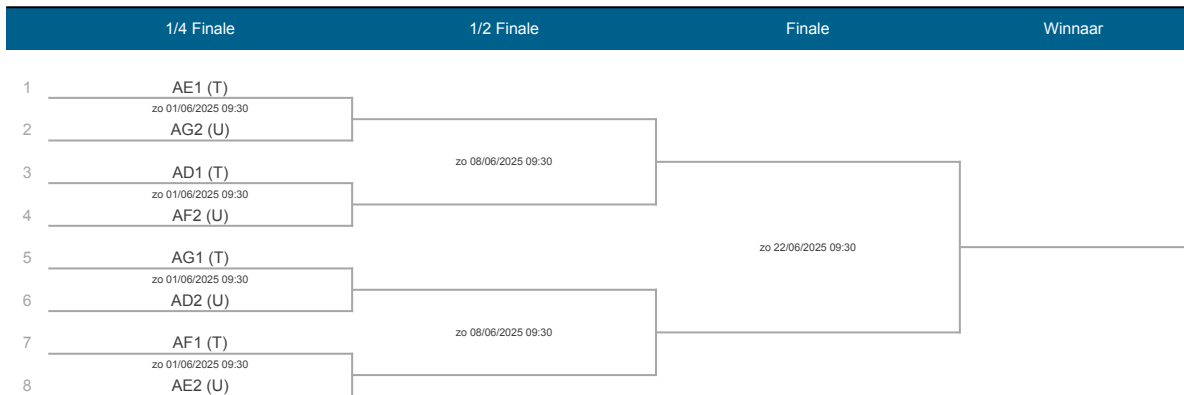 1/4 Finale 1/2 Finale Finale Winnaar
1 AE1 (T)
zo 01/06/2025 09:30
2 AG2 (U)
zo 08/06/2025 09:30
3 AD1 (T)
zo 01/06/2025 09:30
4 AF2 (U)
zo 22/06/2025 09:30
5 AG1 (T)
zo 01/06/2025 09:30
6 AD2 (U)
zo 08/06/2025 09:30
7 AF1 (T)
zo 01/06/2025 09:30
8 AE2 (U)